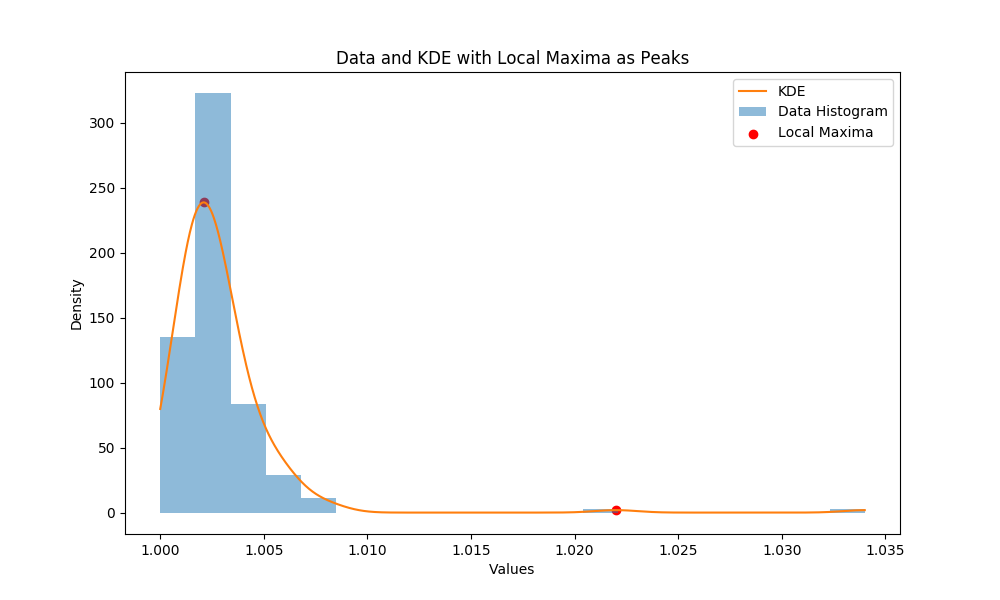 Data and KDE with Local Maxima as Peaks
KDE
Data Histogram
Local Maxima
300
250
200
150
100
50
0
Density
1.000 1.005 1.010 1.015 1.020 1.025 1.030 1.035
Values